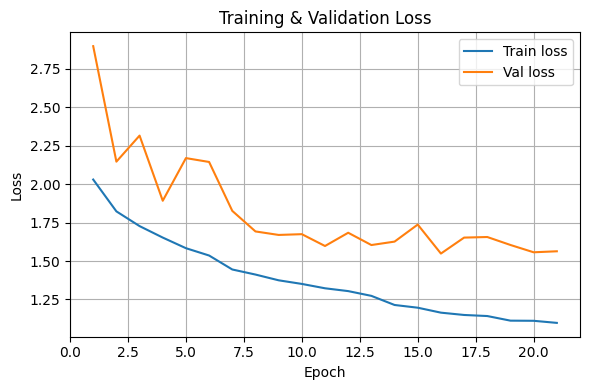 Training & Validation Loss
Train loss
Val loss
2.75
2.50
2.25
2.00
1.75
1.50
1.25
Loss
0.0 2.5 5.0 7.5 10.0 12.5 15.0 17.5 20.0
Epoch